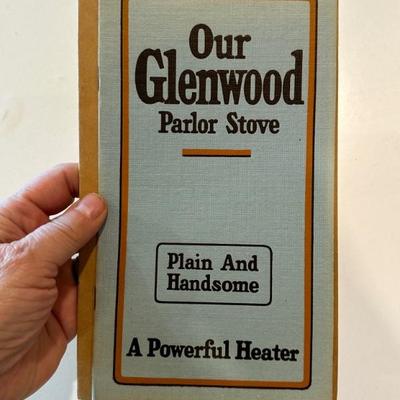 Our
Glenwood
Parlor Stove
Plain And
Handsome
A Powerful Heater